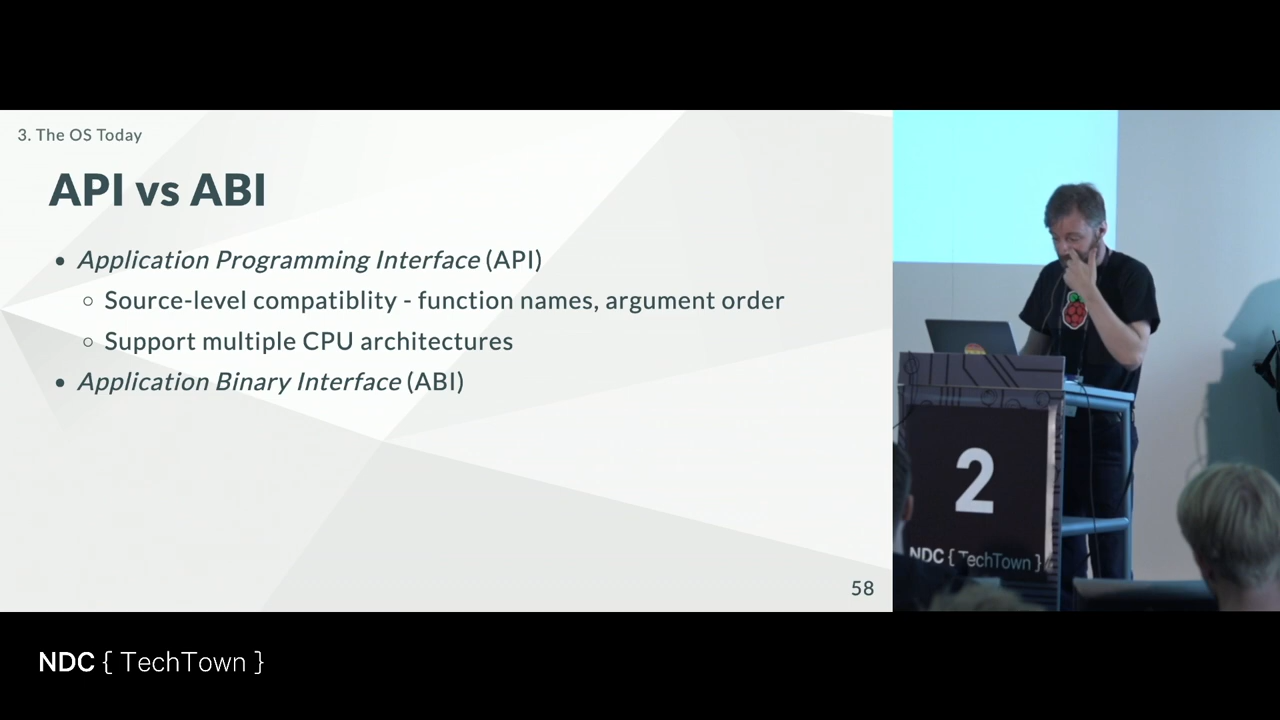 3. The OS Today
API vs ABI
• Application Programming Interface (API)
○ Source-level compatiblity - function names, argument order
○ Support multiple CPU architectures
• Application Binary Interface (ABI)
58
2
NDC { TechTown }
NDC { TechTown }